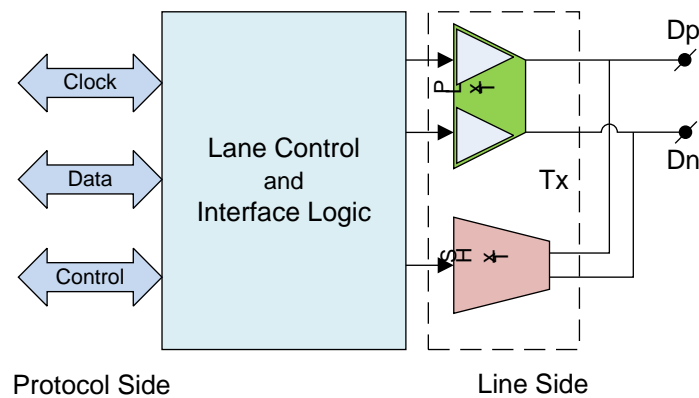 Clock
Data
Control
Lane Control
and
Interface Logic
Dp
Dn
Tx
Protocol Side
Line Side